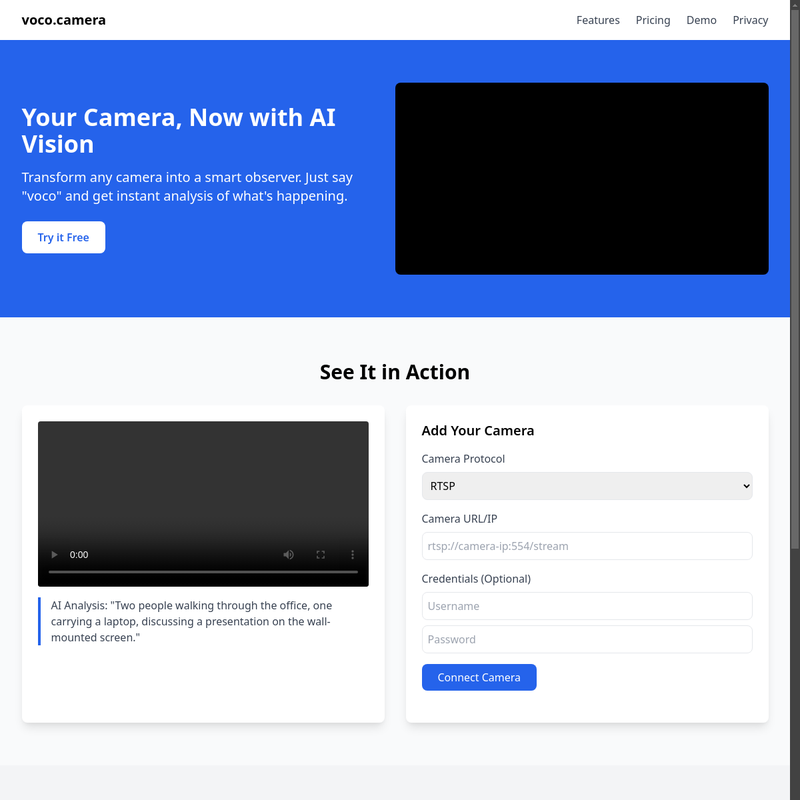 voco.camera
Features Pricing Demo Privacy
Your Camera, Now with AI
Vision
Transform any camera into a smart observer. Just say
"voco" and get instant analysis of what's happening.
Try it Free
See It in Action
0:00
AI Analysis: "Two people walking through the office, one
carrying a laptop, discussing a presentation on the wall-
mounted screen."
Add Your Camera
Camera Protocol
RTSP
Camera URL/IP
rtsp://camera-ip:554/stream
Credentials (Optional)
Username
Password
Connect Camera